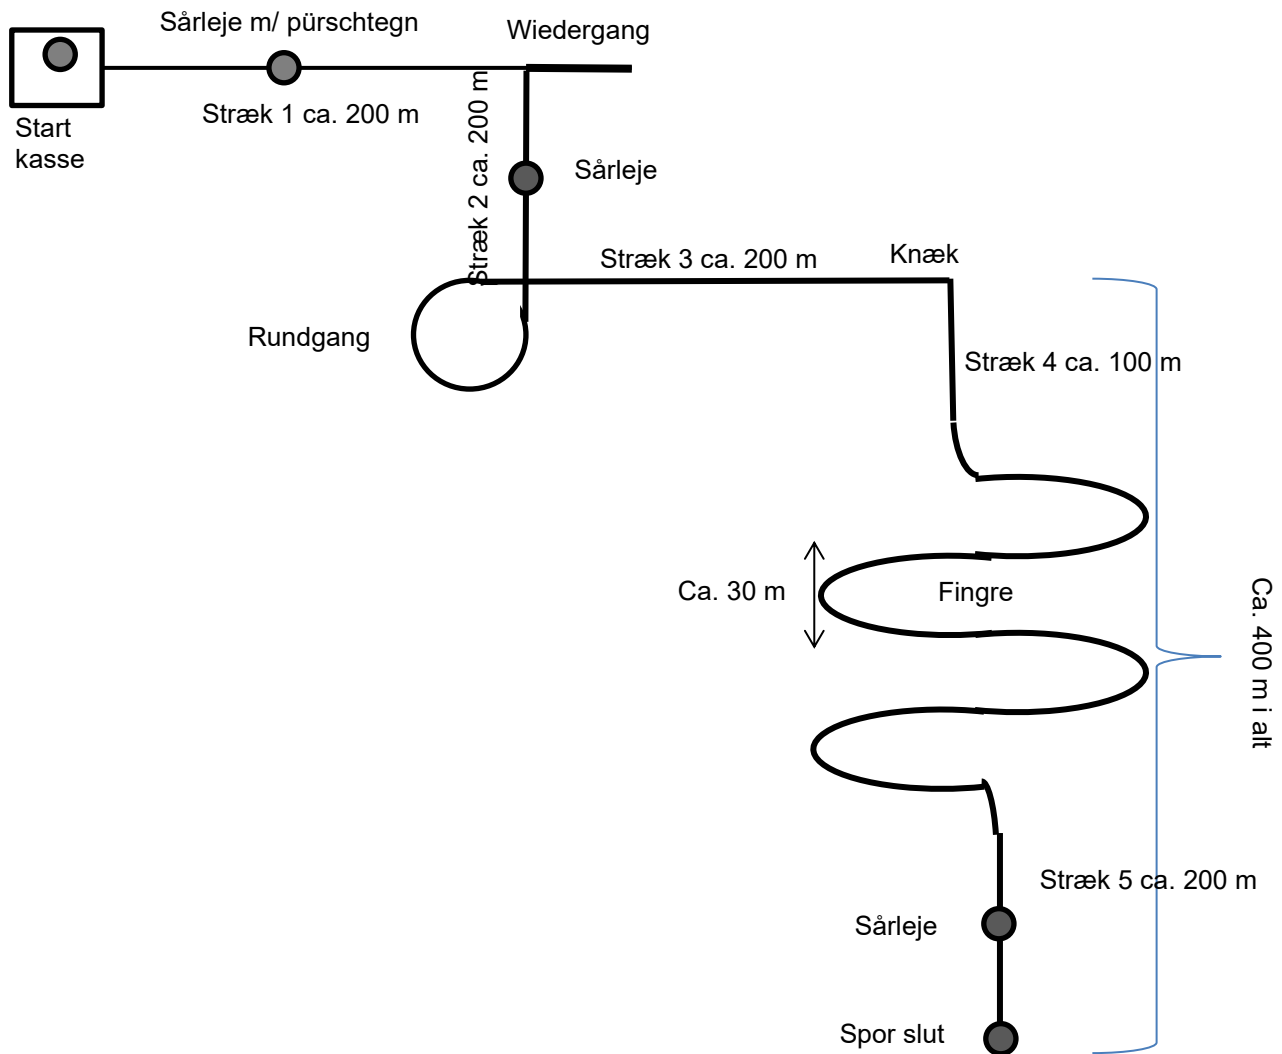 Sårleje m/ pürschtegn
Wiedergang
Start
kasse
Stræk 1 ca. 200 m
Stræk 2 ca. 200 m
Sårleje
Stræk 3 ca. 200 m
Knæk
Rundgang
Stræk 4 ca. 100 m
Ca. 30 m
Fingre
Ca. 400 m i alt
Stræk 5 ca. 200 m
Sårleje
Spor slut